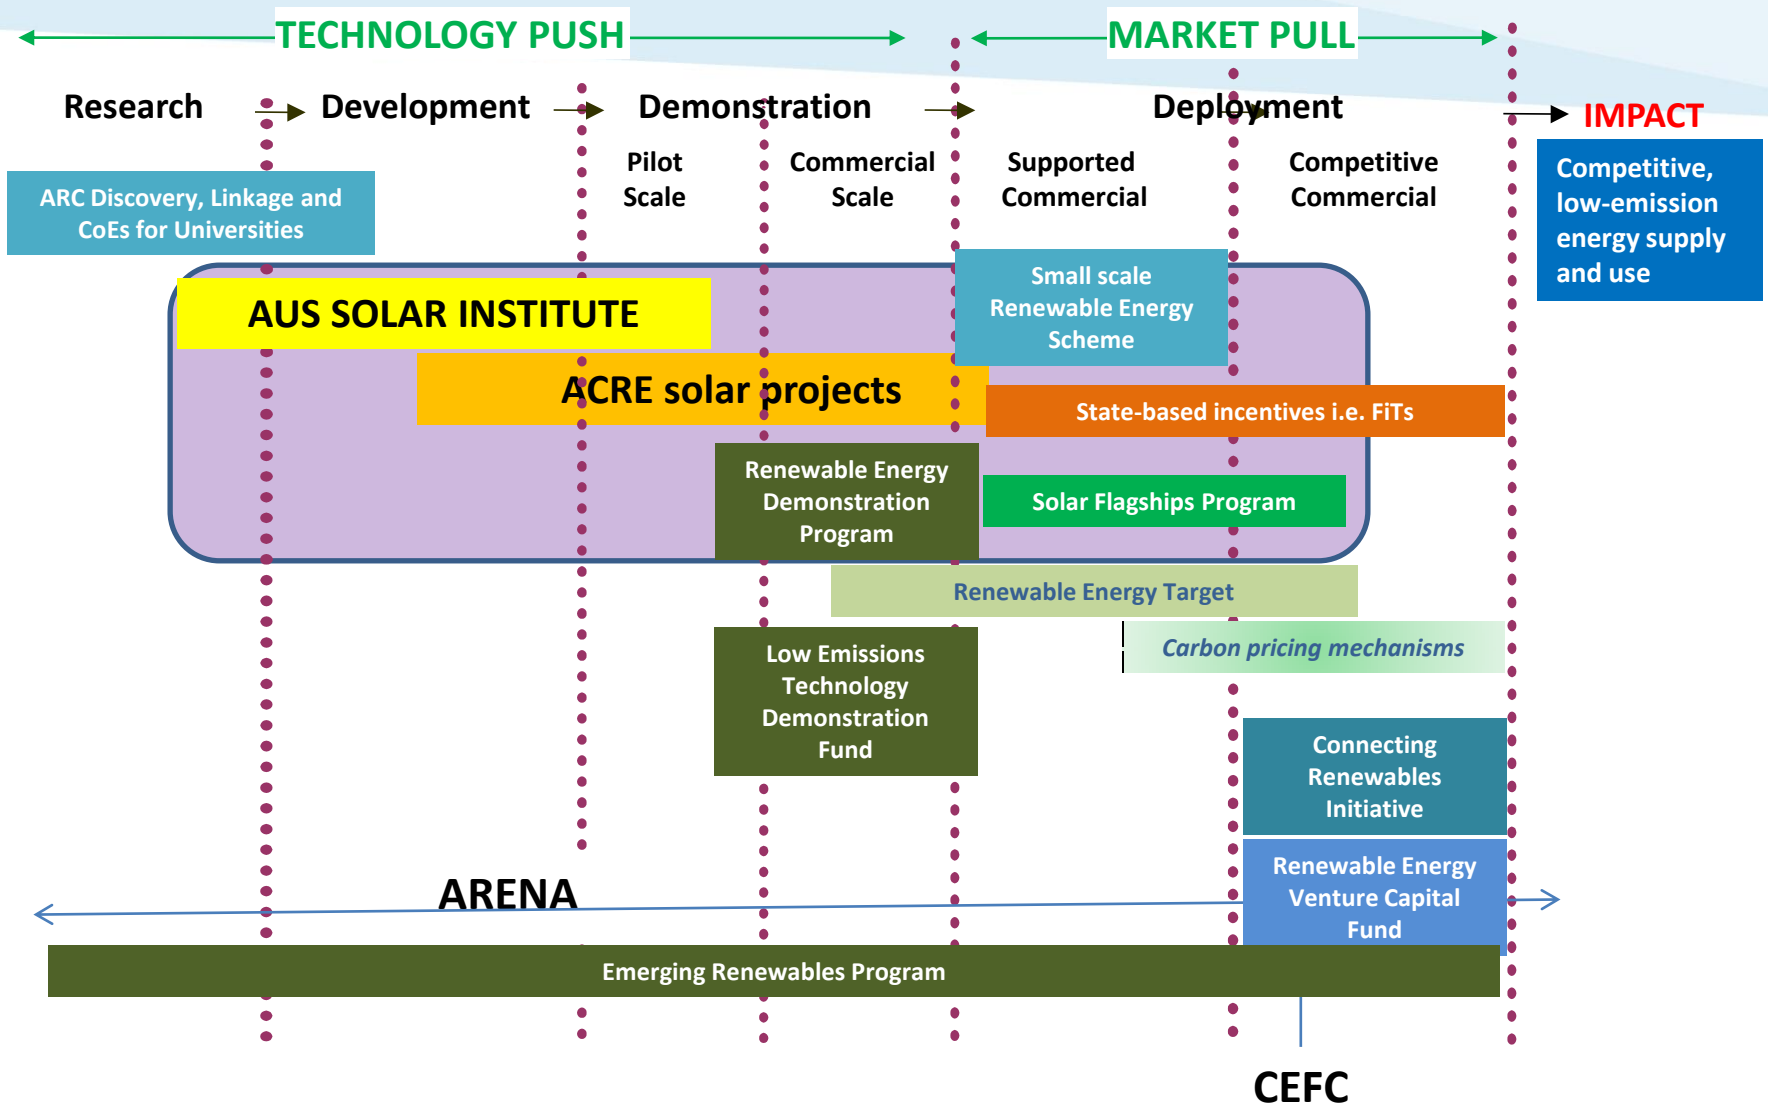 TECHNOLOGY PUSH
MARKET PULL
Research
Development
Demonstration
Deployment
IMPACT
Pilot
Scale
Commercial
Scale
Supported
Commercial
Competitive
Commercial
Competitive,
low-emission
energy supply
and use
ARC Discovery, Linkage and
CoEs for Universities
AUS SOLAR INSTITUTE
Small scale
Renewable Energy
Scheme
ACRE solar projects
State-based incentives i.e. FiTs
Renewable Energy
Demonstration
Program
Solar Flagships Program
Renewable Energy Target
Carbon pricing mechanisms
Low Emissions
Technology
Demonstration
Fund
Connecting
Renewables
Initiative
ARENA
Renewable Energy
Venture Capital
Fund
Emerging Renewables Program
CEFC